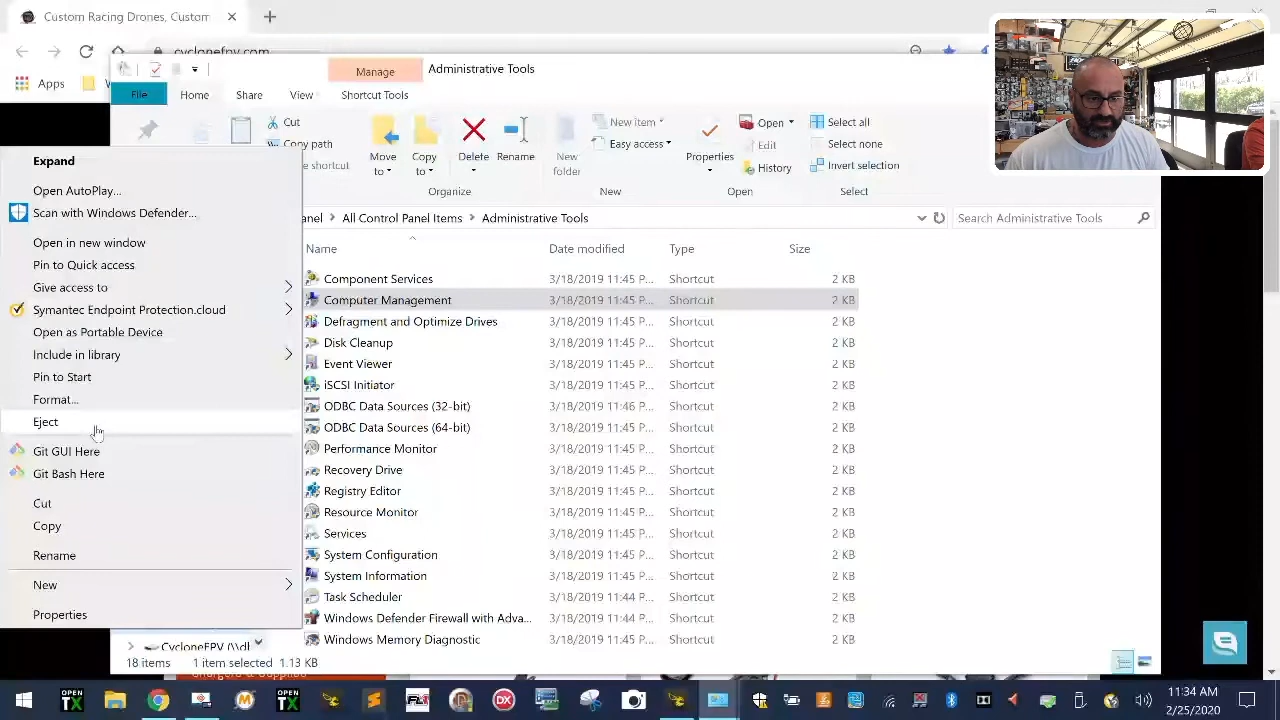 Custom Racing Drones, Custom
cyclonefpv.com
Apps
Manage
Administrative Tools
File
Home
Share
View
Shortcut Tools
Cut
Copy path
shortcut
Move
to
Copy
to
Delete
Rename
New
folder
New item
Easy access
Properties
Open
Edit
History
Select all
Select none
Invert selection
Organize
New
Open
Select
All Control Panel Items
Administrative Tools
Search Administrative Tools
Expand
Open AutoPlay...
Scan with Windows Defender...
Open in new window
Pin to Quick access
Give access to
Symantec Endpoint Protection.cloud
Open as Portable Device
Include in library
Pin to Start
Format...
Eject
Git GUI Here
Git Bash Here
Cut
Copy
Rename
New
Properties
Name Date modified Type Size
Component Services 3/18/2019 11:45 P... Shortcut 2 KB
Computer Management 3/18/2019 11:45 P... Shortcut 2 KB
Defragment and Optimize Drives 3/18/2019 11:45 P... Shortcut 2 KB
Disk Cleanup 3/18/2019 11:45 P... Shortcut 2 KB
Event Viewer 3/18/2019 11:45 P... Shortcut 2 KB
iSCSI Initiator 3/18/2019 11:45 P... Shortcut 2 KB
ODBC Data Sources (32-bit) 3/18/2019 11:46 P... Shortcut 2 KB
ODBC Data Sources (64-bit) 3/18/2019 11:45 P... Shortcut 2 KB
Performance Monitor 3/18/2019 11:45 P... Shortcut 2 KB
Recovery Drive 3/18/2019 11:45 P... Shortcut 2 KB
Registry Editor 3/18/2019 11:45 P... Shortcut 2 KB
Resource Monitor 3/18/2019 11:45 P... Shortcut 2 KB
Services 3/18/2019 11:45 P... Shortcut 2 KB
System Configuration 3/18/2019 11:45 P... Shortcut 2 KB
System Information 3/18/2019 11:45 P... Shortcut 2 KB
Task Scheduler 3/18/2019 11:44 P... Shortcut 2 KB
Windows Defender Firewall with Adva... 3/18/2019 11:44 P... Shortcut 2 KB
Windows Memory Diagnostic 3/18/2019 11:45 P... Shortcut 2 KB
CycloneFPV (\\dl
18 items 1 item selected 1.13 KB
OPEN TX
OPEN TX
DX
11:34 AM
2/25/2020